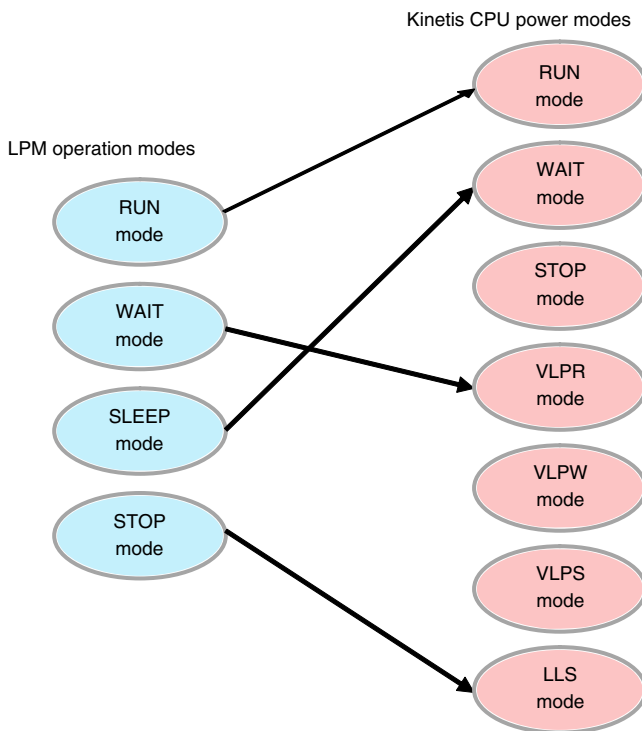 Kinetis CPU power modes
RUN
mode
LPM operation modes
WAIT
mode
RUN
mode
STOP
mode
WAIT
mode
VLPR
mode
SLEEP
mode
VLPW
mode
STOP
mode
VLPS
mode
LLS
mode